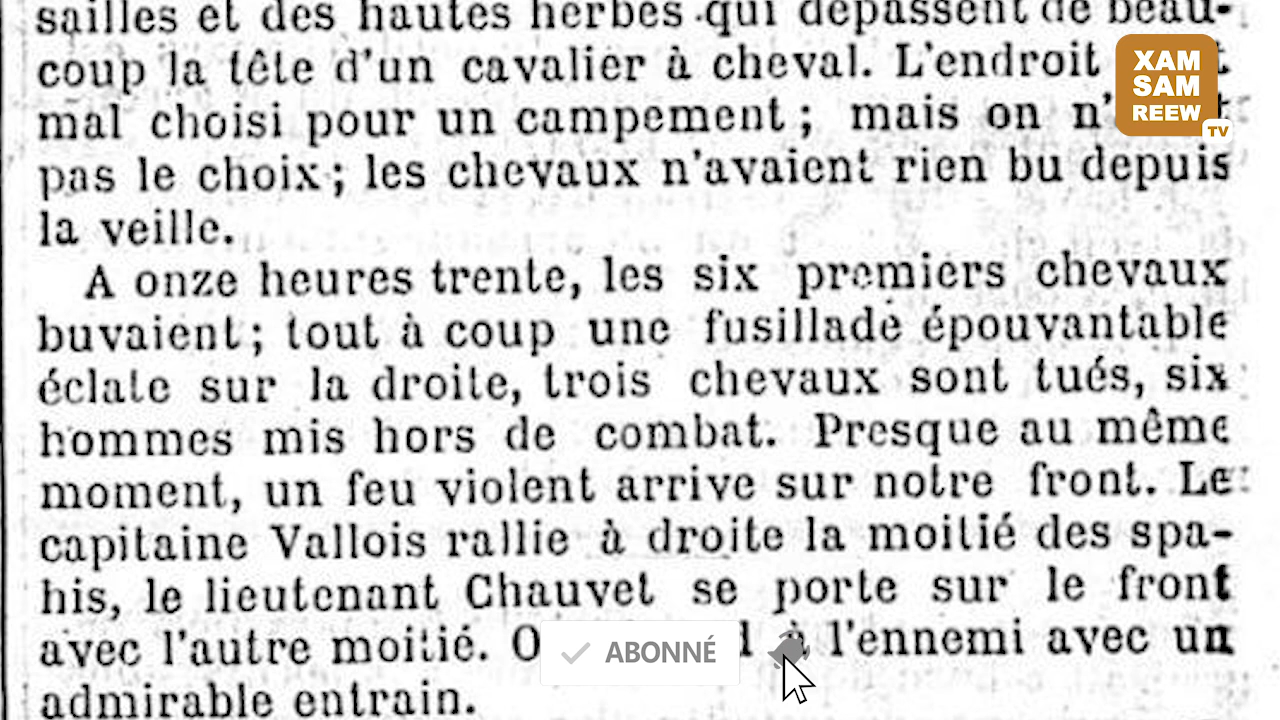 sailles et des hautes herbes qui dépassent de beau-
coup la tête d'un cavalier à cheval. L'endroit
mal choisi pour un campement; mais on n'
pas le choix; les chevaux n'avaient rien bu depuis
la veille.
A onze heures trente, les six premiers chevaux
buvaient; tout à coup une fusillade épouvantable
éclate sur la droite, trois chevaux sont tués, six
hommes mis hors de combat. Presque au même
moment, un feu violent arrive sur notre front. Le
capitaine Vallois rallie à droite la moitié des spa-
his, le lieutenant Chauvet se porte sur le front
avec l'autre moitié. O
l'ennemi avec un
admirable entrain.
XAM
SAM
REEW
TV
ABONNÉ